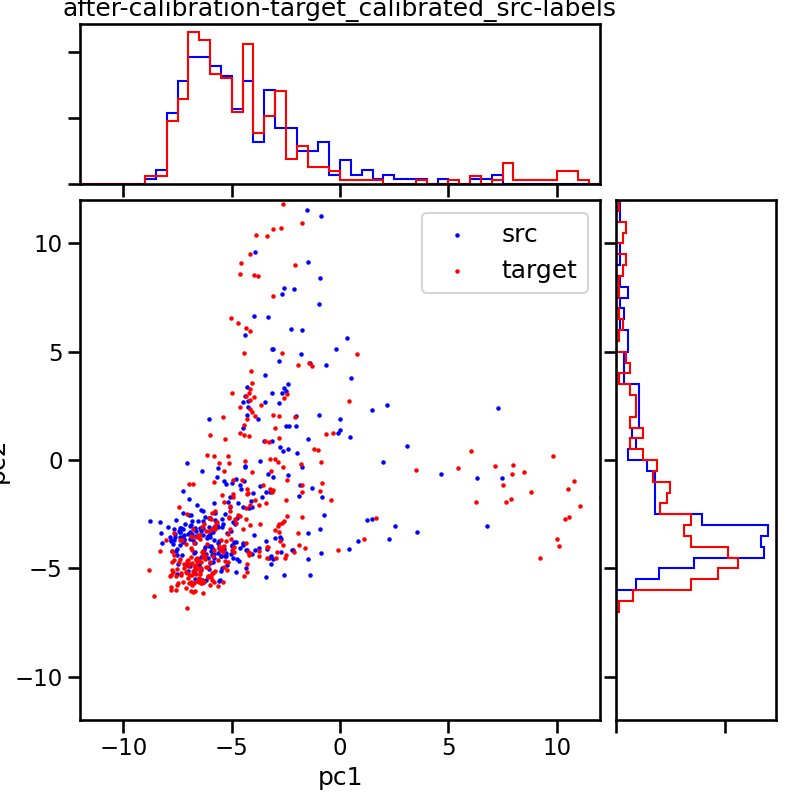 after-calibration-target_calibrated_src-labels
src
target
10
5
0
−5
−10
−10
−5
0
5
10
pc1
pc2